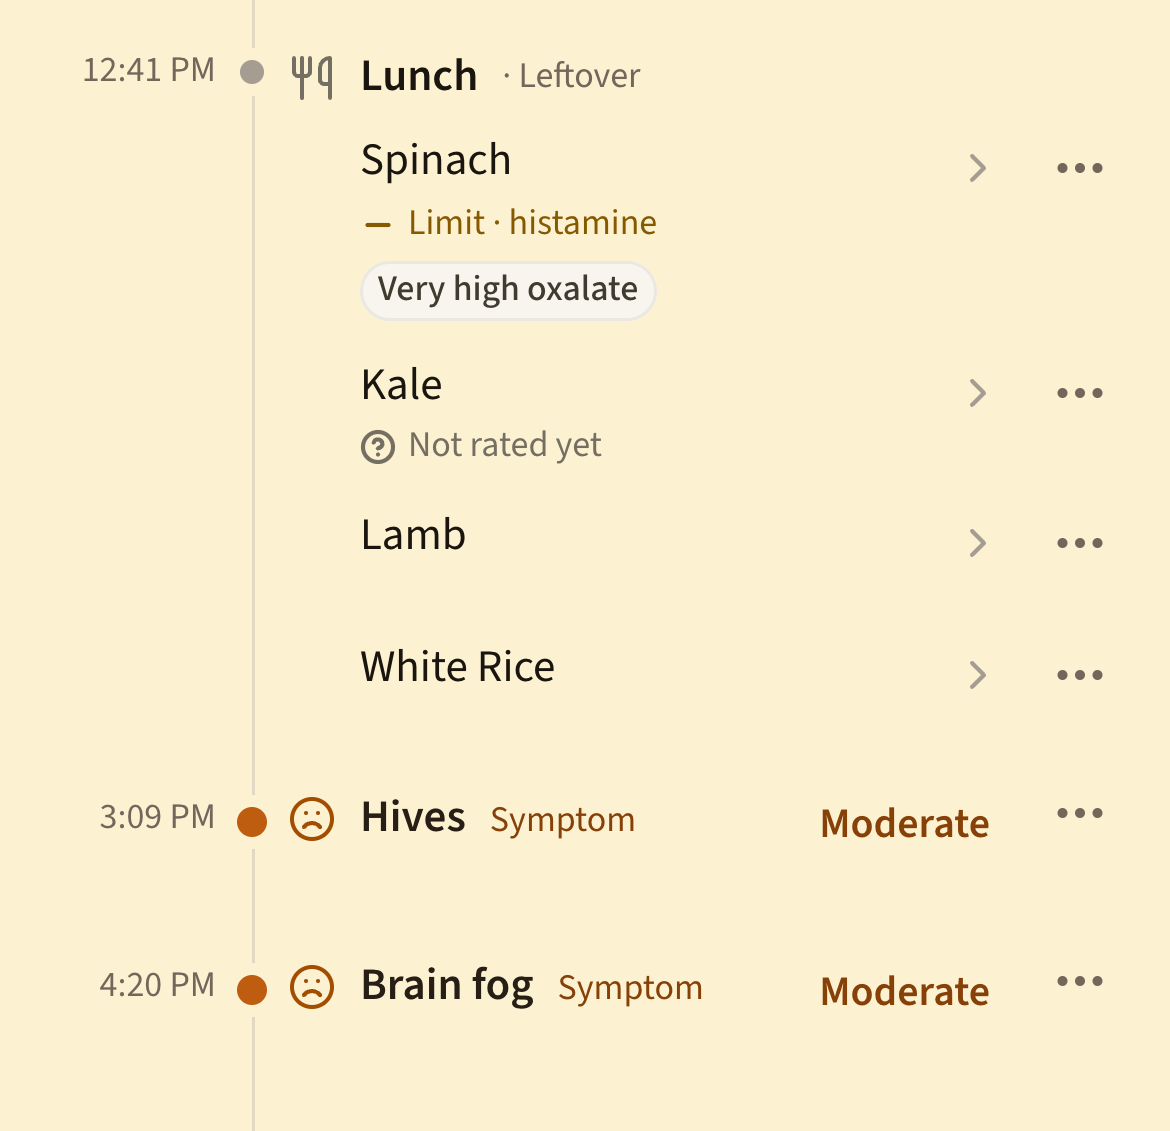 12:41 PM Lunch · Leftover
Spinach
– Limit · histamine
Very high oxalate
Kale
Not rated yet
Lamb
White Rice
3:09 PM Hives Symptom Moderate
4:20 PM Brain fog Symptom Moderate